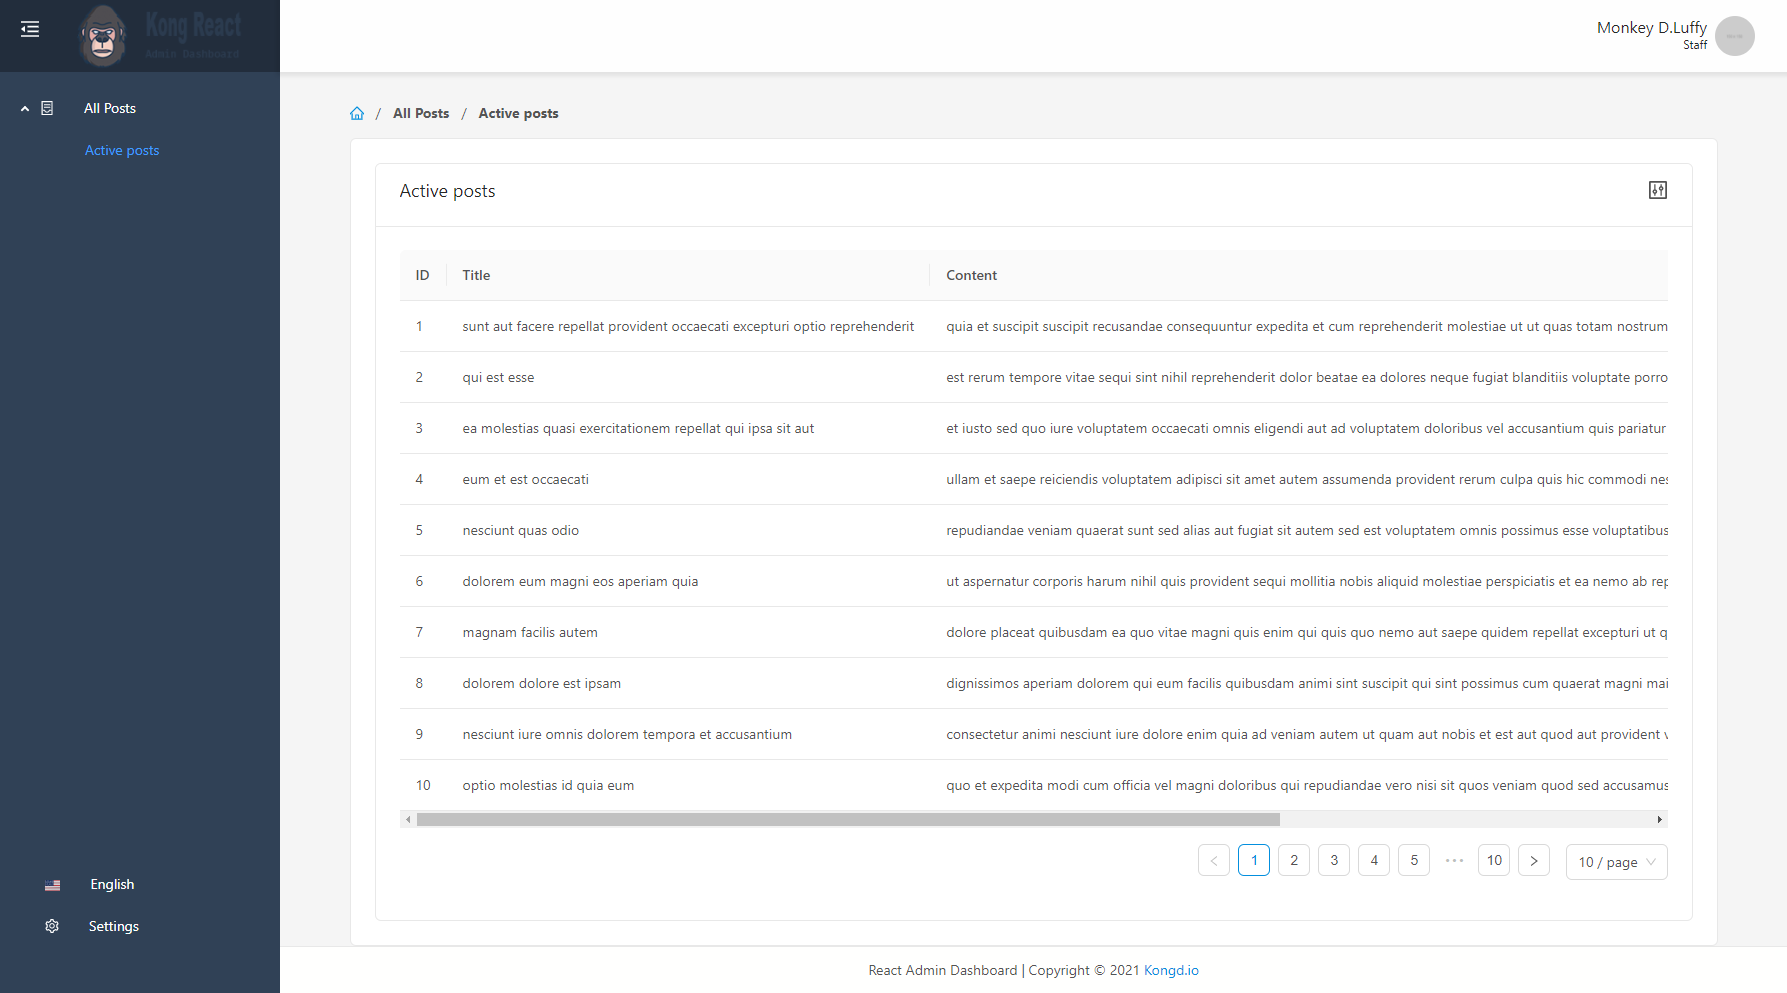 Kong React
Admin Dashboard
Monkey D.Luffy
Staff
All Posts
Active posts
/ All Posts / Active posts
Active posts
ID Title Content
1 sunt aut facere repellat provident occaecati excepturi optio reprehenderit quia et suscipit suscipit recusandae consequuntur expedita et cum reprehenderit molestiae ut ut quas totam nostrum
2 qui est esse est rerum tempore vitae sequi sint nihil reprehenderit dolor beatae ea dolores neque fugiat blanditiis voluptate porro
3 ea molestias quasi exercitationem repellat qui ipsa sit aut et iusto sed quo iure voluptatem occaecati omnis eligendi aut ad voluptatem doloribus vel accusantium quis pariatur
4 eum et est occaecati ullam et saepe reiciendis voluptatem adipisci sit amet autem assumenda provident rerum culpa quis hic commodi nes
5 nesciunt quas odio repudiandae veniam quaerat sunt sed alias aut fugiat sit autem sed est voluptatem omnis possimus esse voluptatibus
6 dolorem eum magni eos aperiam quia ut aspernatur corporis harum nihil quis provident sequi mollitia nobis aliquid molestiae perspiciatis et ea nemo ab rep
7 magnam facilis autem dolore placeat quibusdam ea quo vitae magni quis enim qui quis quo nemo aut saepe quidem repellat excepturi ut q
8 dolorem dolore est ipsam dignissimos aperiam dolorem qui eum facilis quibusdam animi sint suscipit qui sint possimus cum quaerat magni mai
9 nesciunt iure omnis dolorem tempora et accusantium consectetur animi nesciunt iure dolore enim quia ad veniam autem ut quam aut nobis et est aut quod aut provident v
10 optio molestias id quia eum quo et expedita modi cum officia vel magni doloribus qui repudiandae vero nisi sit quos veniam quod sed accusamus
< 1 2 3 4 5 ••• 10 > 10 / page
English
Settings
React Admin Dashboard | Copyright © 2021 Kongd.io